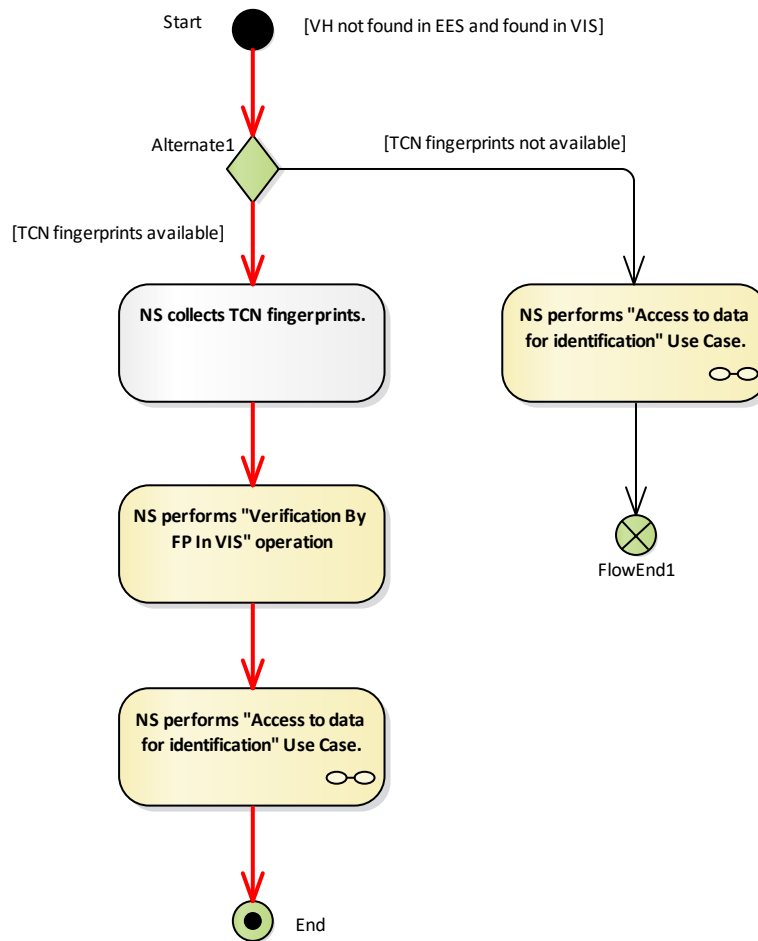 Start
[VH not found in EES and found in VIS]
Alternate1
[TCN fingerprints not available]
[TCN fingerprints available]
NS collects TCN fingerprints.
NS performs "Access to data
for identification" Use Case.
NS performs "Verification By
FP In VIS" operation
FlowEnd1
NS performs "Access to data
for identification" Use Case.
End